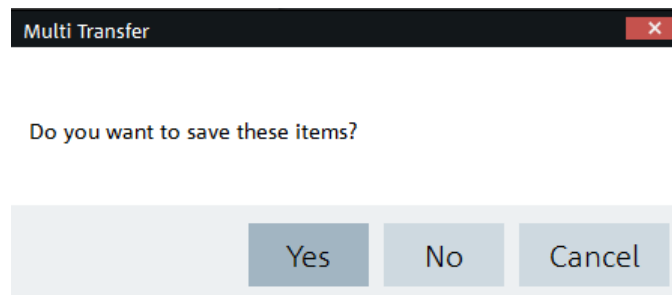 Multi Transfer
Do you want to save these items?
Yes No Cancel